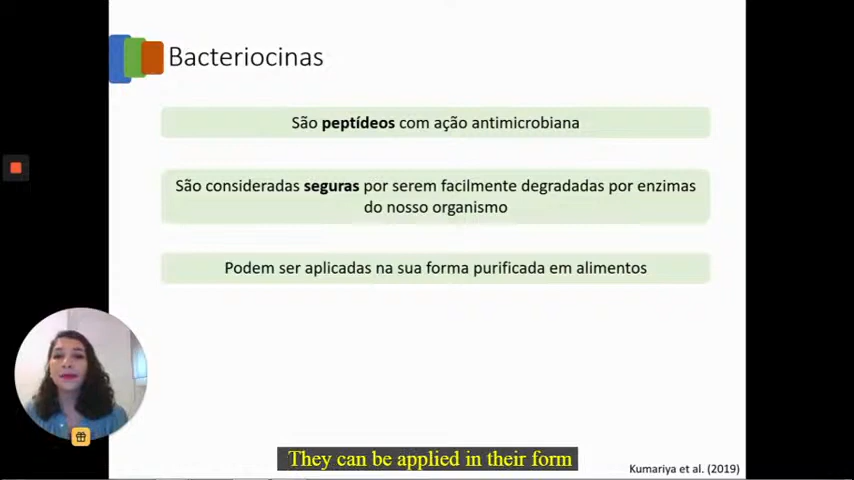 Bacteriocinas
São peptídeos com ação antimicrobiana
São consideradas seguras por serem facilmente degradadas por enzimas
do nosso organismo
Podem ser aplicadas na sua forma purificada em alimentos
They can be applied in their form
Kumariya et al. (2019)